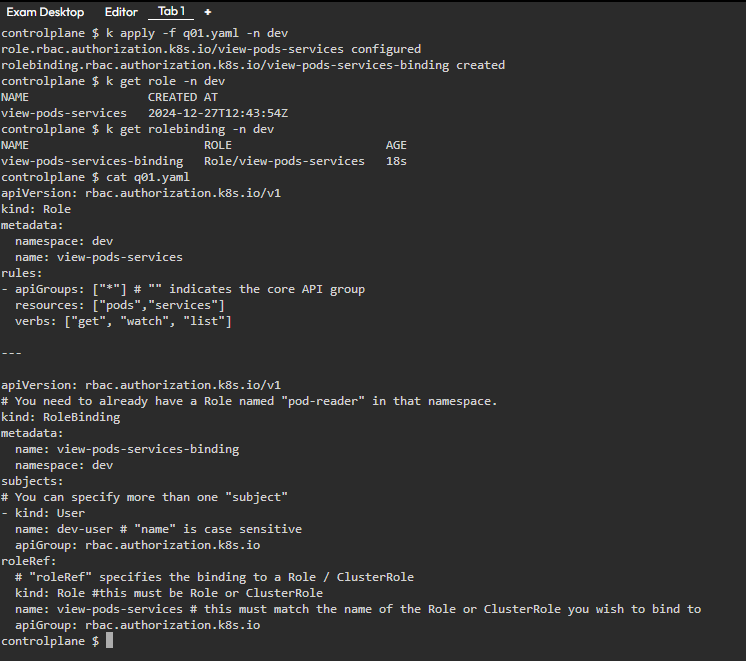 Exam Desktop Editor Tab 1 +
controlplane $ k apply -f q01.yaml -n dev
role.rbac.authorization.k8s.io/view-pods-services configured
rolebinding.rbac.authorization.k8s.io/view-pods-services-binding created
controlplane $ k get role -n dev
NAME                 CREATED AT
view-pods-services   2024-12-27T12:43:54Z
controlplane $ k get rolebinding -n dev
NAME                         ROLE                      AGE
view-pods-services-binding   Role/view-pods-services   18s
controlplane $ cat q01.yaml
apiVersion: rbac.authorization.k8s.io/v1
kind: Role
metadata:
  namespace: dev
  name: view-pods-services
rules:
- apiGroups: ["*"] # "" indicates the core API group
  resources: ["pods","services"]
  verbs: ["get", "watch", "list"]
---
apiVersion: rbac.authorization.k8s.io/v1
# You need to already have a Role named "pod-reader" in that namespace.
kind: RoleBinding
metadata:
  name: view-pods-services-binding
  namespace: dev
subjects:
# You can specify more than one "subject"
- kind: User
  name: dev-user # "name" is case sensitive
  apiGroup: rbac.authorization.k8s.io
roleRef:
  # "roleRef" specifies the binding to a Role / ClusterRole
  kind: Role #this must be Role or ClusterRole
  name: view-pods-services # this must match the name of the Role or ClusterRole you wish to bind to
  apiGroup: rbac.authorization.k8s.io
controlplane $